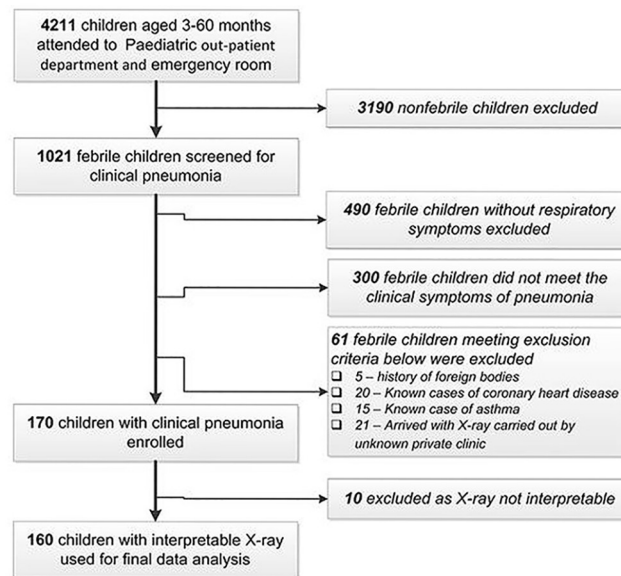 4211 children aged 3-60 months
attended to Paediatric out-patient
department and emergency room
3190 nonfebrile children excluded
1021 febrile children screened for
clinical pneumonia
490 febrile children without respiratory
symptoms excluded
300 febrile children did not meet the
clinical symptoms of pneumonia
61 febrile children meeting exclusion
criteria below were excluded
❑ 5 – history of foreign bodies
❑ 20 – Known cases of coronary heart disease
❑ 15 – Known case of asthma
❑ 21 – Arrived with X-ray carried out by
unknown private clinic
170 children with clinical pneumonia
enrolled
10 excluded as X-ray not interpretable
160 children with interpretable X-ray
used for final data analysis